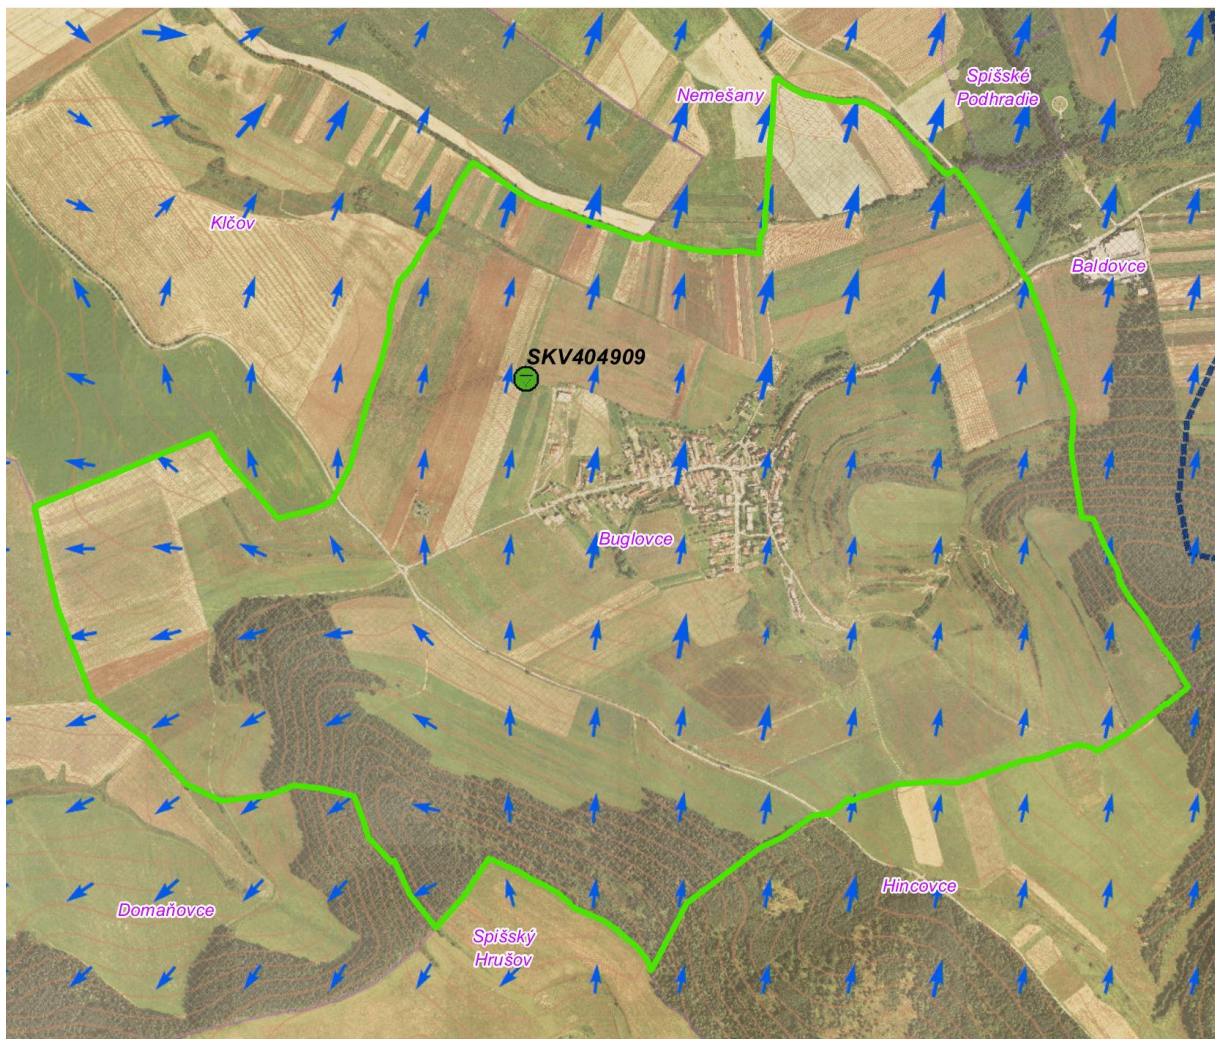 Spišské
Podhradie
Nemešany
Klčov
Baldovce
SKV404909
Buglovce
Hincovce
Domaňovce
Spišský
Hrušov